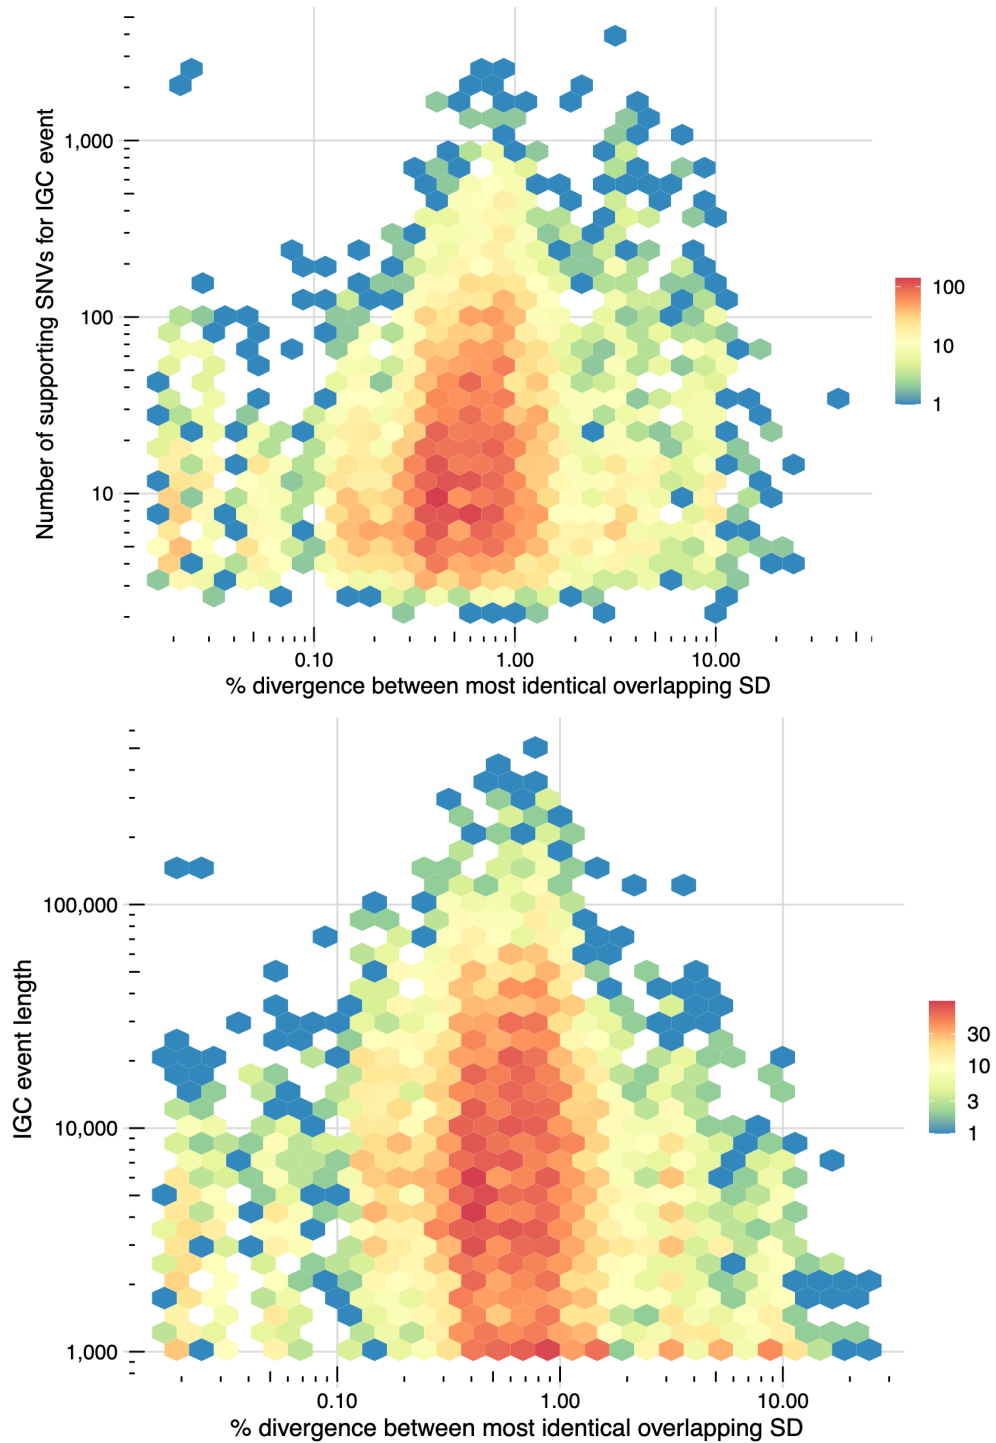 Number of supporting SNVs for IGC event
1,000
100
10
0.10 1.00 10.00
% divergence between most identical overlapping SD
100
10
1
IGC event length
100,000
10,000
1,000
0.10 1.00 10.00
% divergence between most identical overlapping SD
30
10
3
1